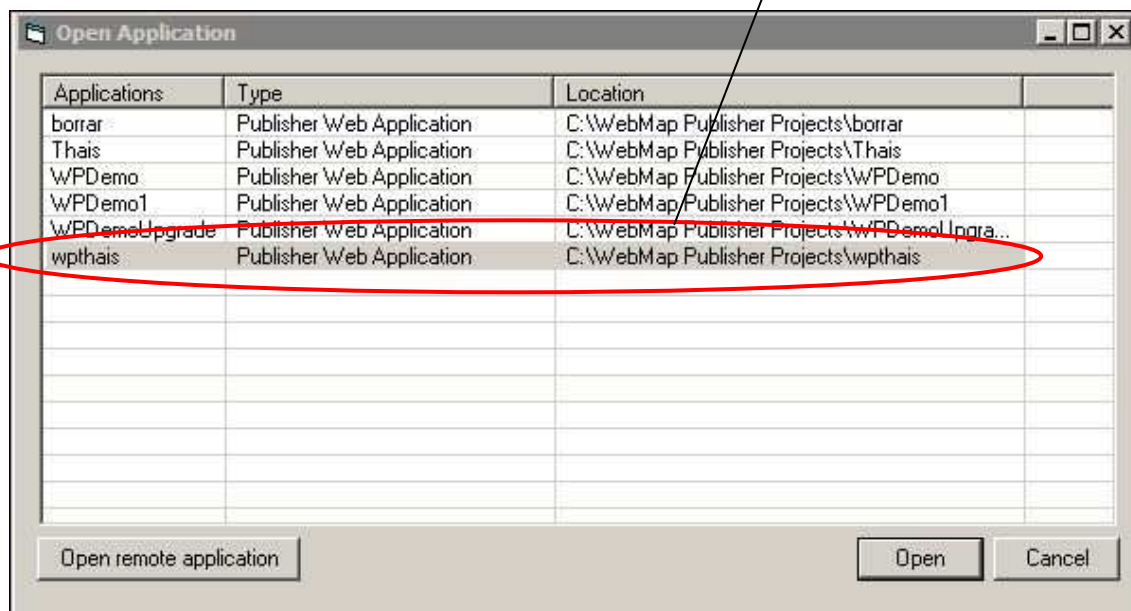 Open Application
Applications Type Location
borrar Publisher Web Application C:\WebMap Publisher Projects\borrar
Thais Publisher Web Application C:\WebMap Publisher Projects\Thais
WPDemo Publisher Web Application C:\WebMap Publisher Projects\WPDemo
WPDemo1 Publisher Web Application C:\WebMap Publisher Projects\WPDemo1
WPDemoUpgrade Publisher Web Application C:\WebMap Publisher Projects\WPDemoUpgra...
wpthais Publisher Web Application C:\WebMap Publisher Projects\wpthais
Open remote application Open Cancel